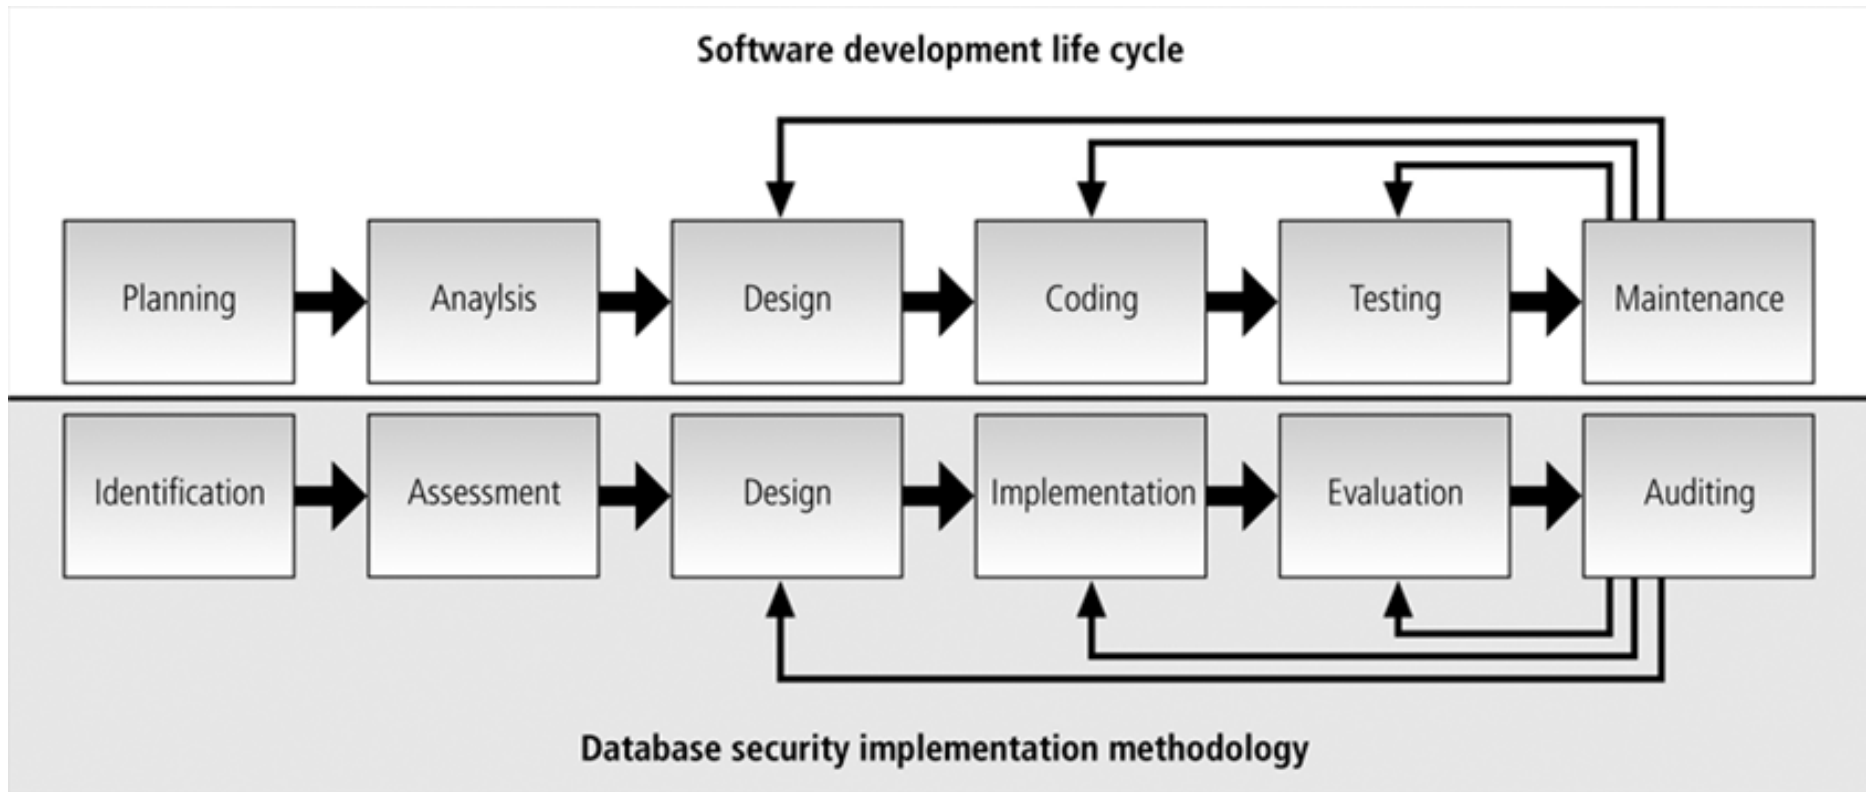 Software development life cycle
Planning
Anaylsis
Design
Coding
Testing
Maintenance
Identification
Assessment
Design
Implementation
Evaluation
Auditing
Database security implementation methodology